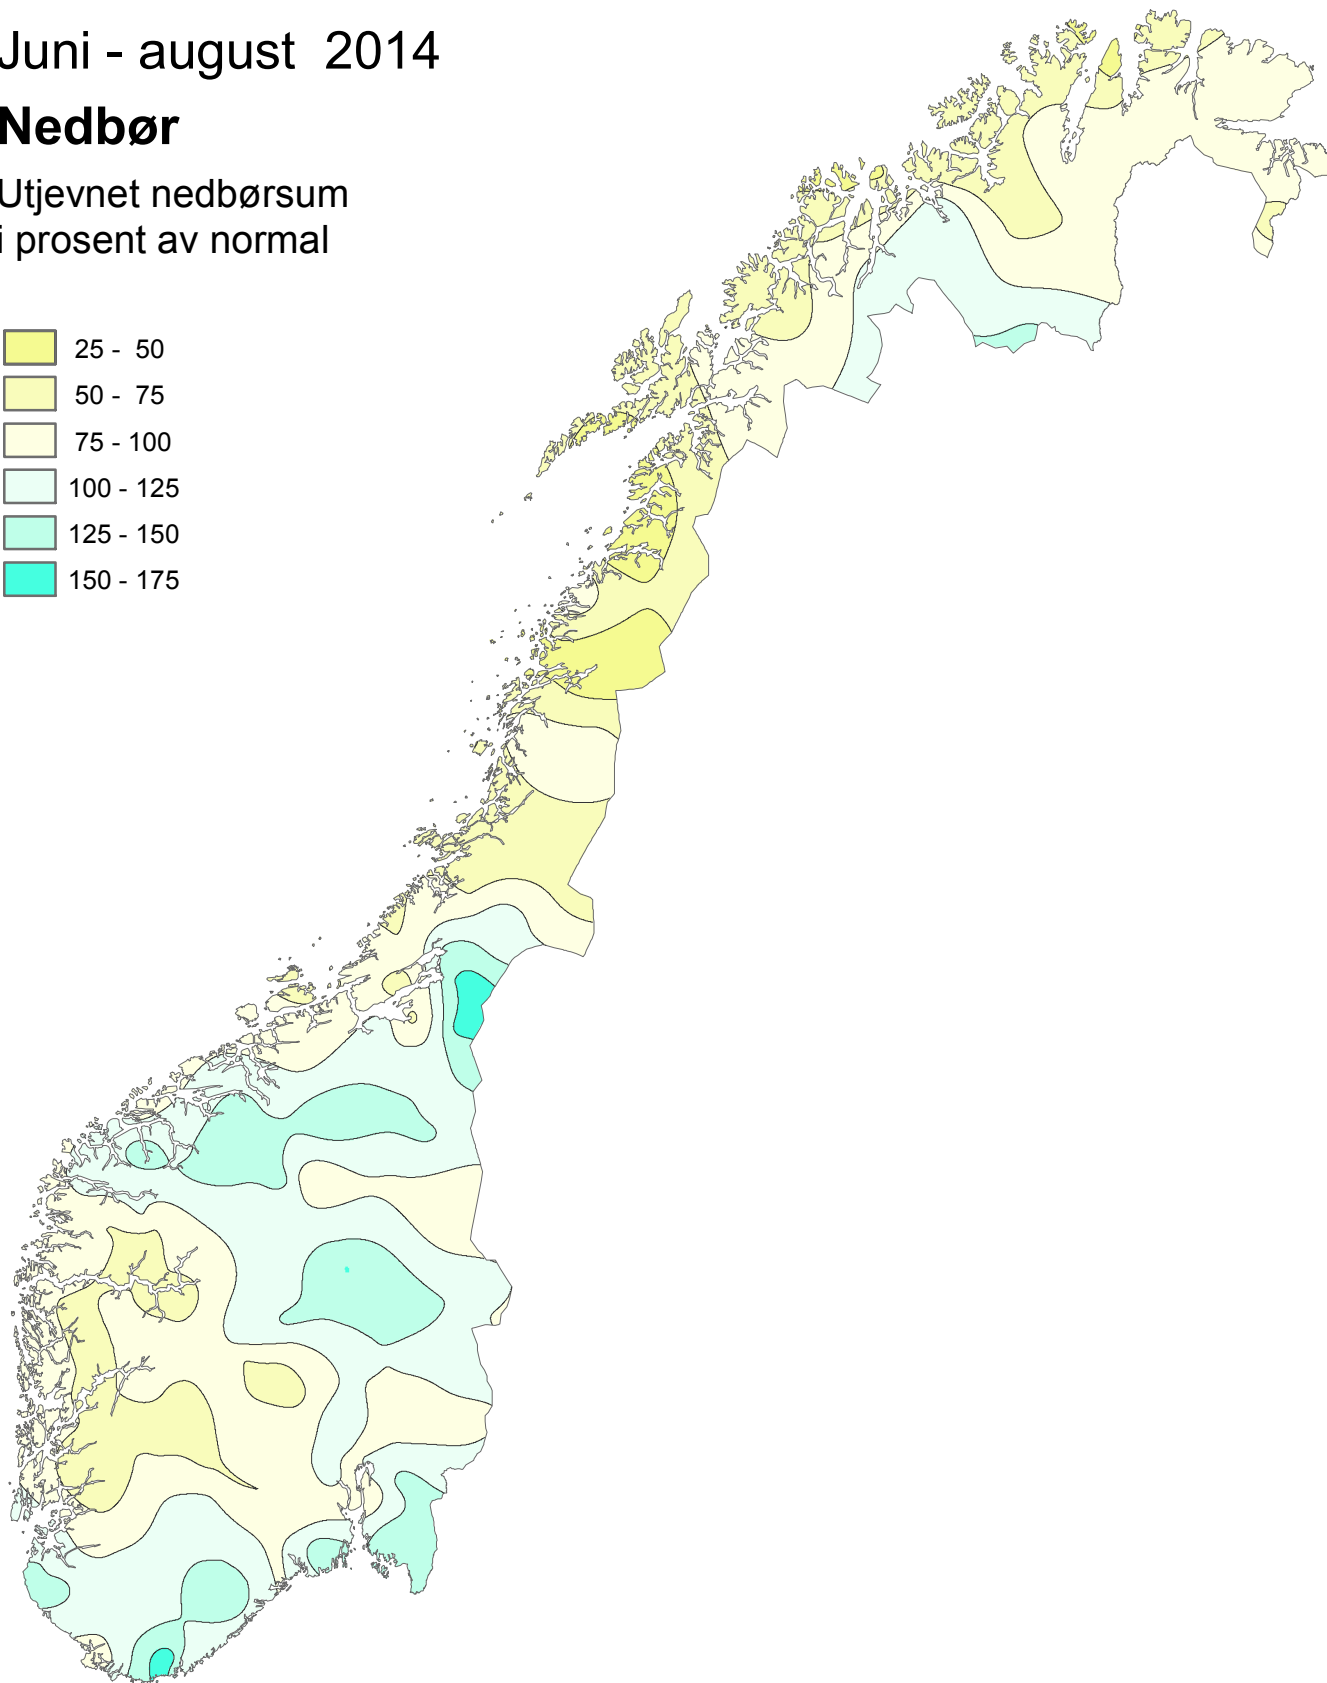 Juni - august 2014
Nedbør
Utjevnet nedbørsum
i prosent av normal
25 - 50
50 - 75
75 - 100
100 - 125
125 - 150
150 - 175